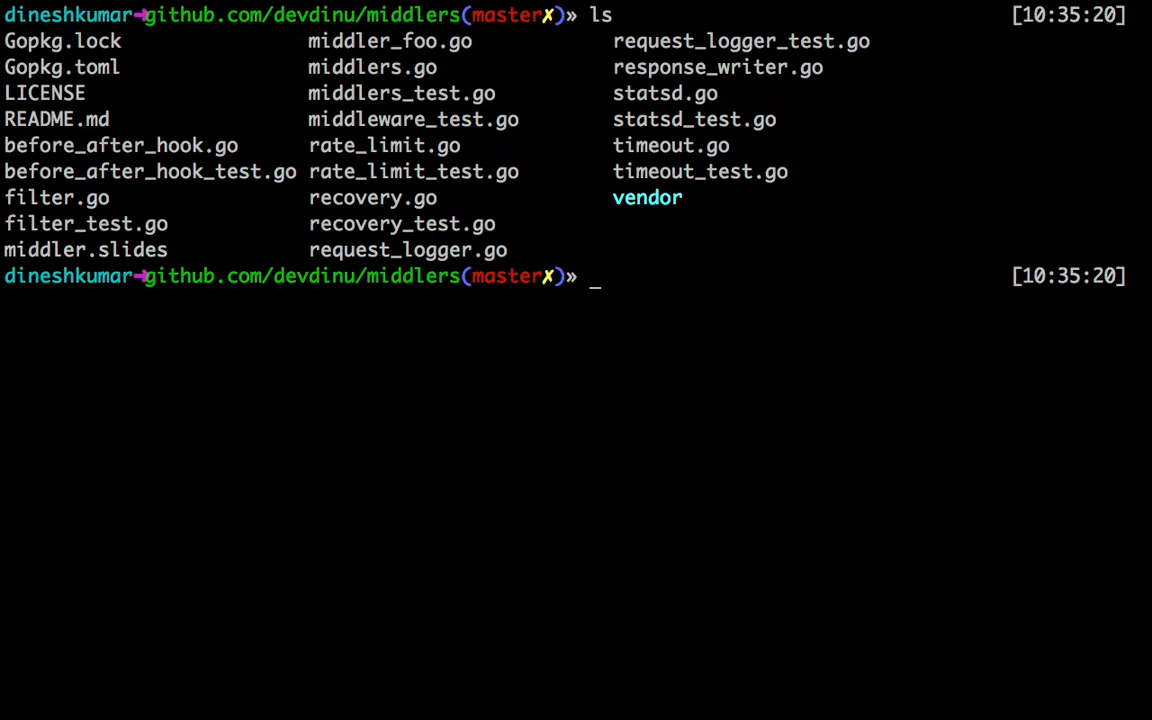 dineshkumar➜github.com/devdinu/middlers(master✗)» ls [10:35:20]
Gopkg.lock middler_foo.go request_logger_test.go
Gopkg.toml middlers.go response_writer.go
LICENSE middlers_test.go statsd.go
README.md middleware_test.go statsd_test.go
before_after_hook.go rate_limit.go timeout.go
before_after_hook_test.go rate_limit_test.go timeout_test.go
filter.go recovery.go vendor
filter_test.go recovery_test.go
middler.slides request_logger.go
dineshkumar➜github.com/devdinu/middlers(master✗)» _ [10:35:20]